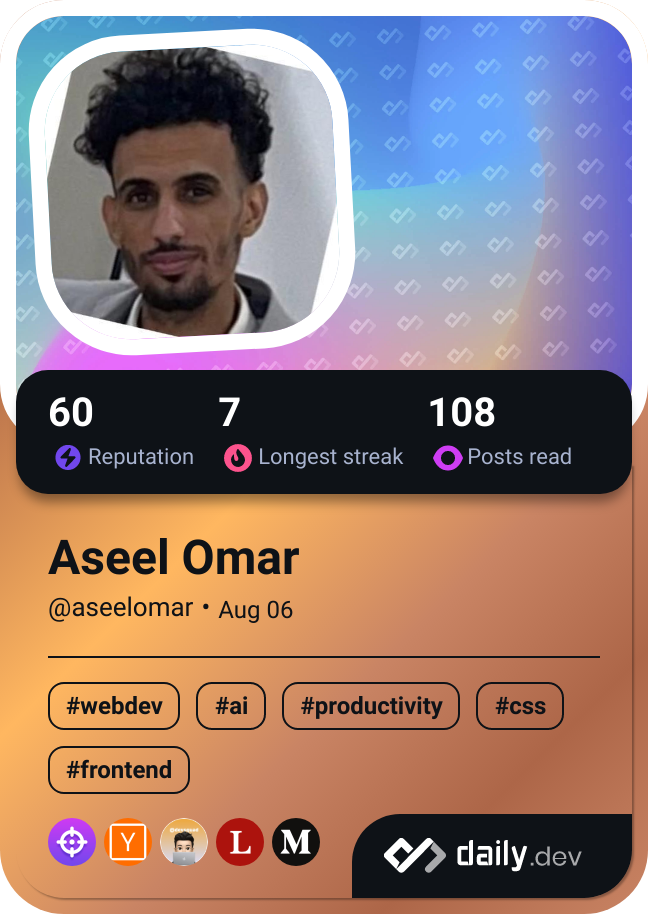 60 7 108
Reputation Longest streak Posts read
Aseel Omar
@aseelomar • Aug 06
#webdev #ai #productivity #css
#frontend
Y L M
daily.dev